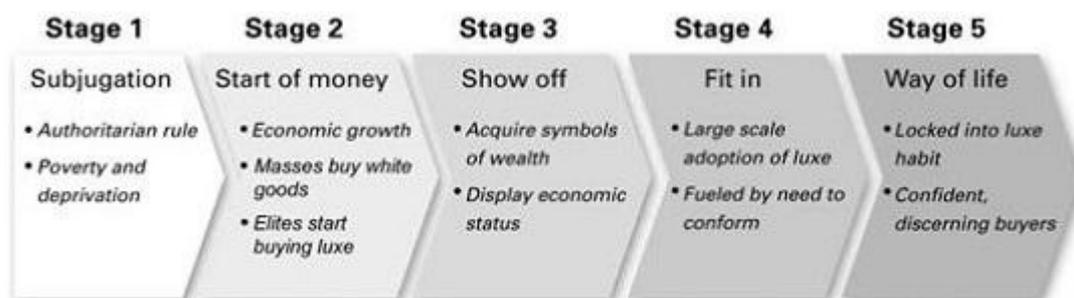 Stage 1
Stage 2
Stage 3
Stage 4
Stage 5
Subjugation
• Authoritarian rule
• Poverty and
deprivation
Start of money
• Economic growth
• Masses buy white
goods
• Elites start
buying luxe
Show off
• Acquire symbols
of wealth
• Display economic
status
Fit in
• Large scale
adoption of luxe
• Fueled by need to
conform
Way of life
• Locked into luxe
habit
• Confident,
discerning buyers